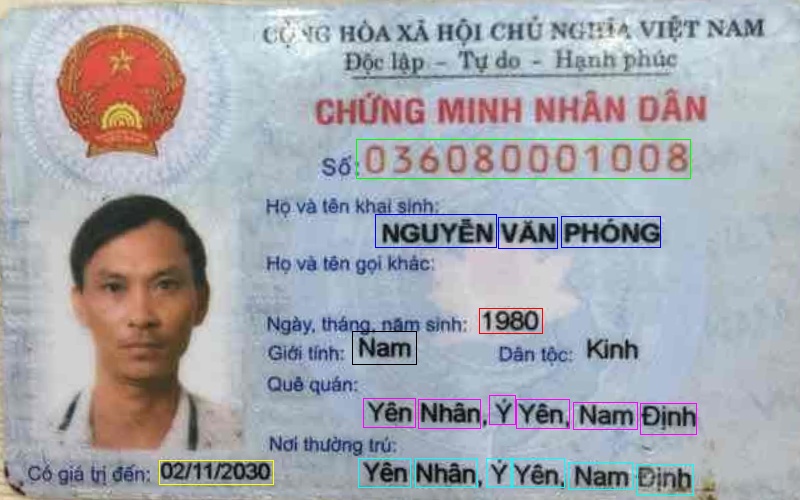 CỘNG HÒA XÃ HỘI CHỦ NGHĨA VIỆT NAM
Độc lập - Tự do - Hạnh phúc
CHỨNG MINH NHÂN DÂN
Số: 036080001008
Họ và tên khai sinh:
NGUYỄN VĂN PHÓNG
Họ và tên gọi khác:
Ngày, tháng, năm sinh: 1980
Giới tính: Nam Dân tộc: Kinh
Quê quán:
Yên Nhân, Ý Yên, Nam Định
Nơi thường trú:
Có giá trị đến: 02/11/2030 Yên Nhân, Ý Yên, Nam Định